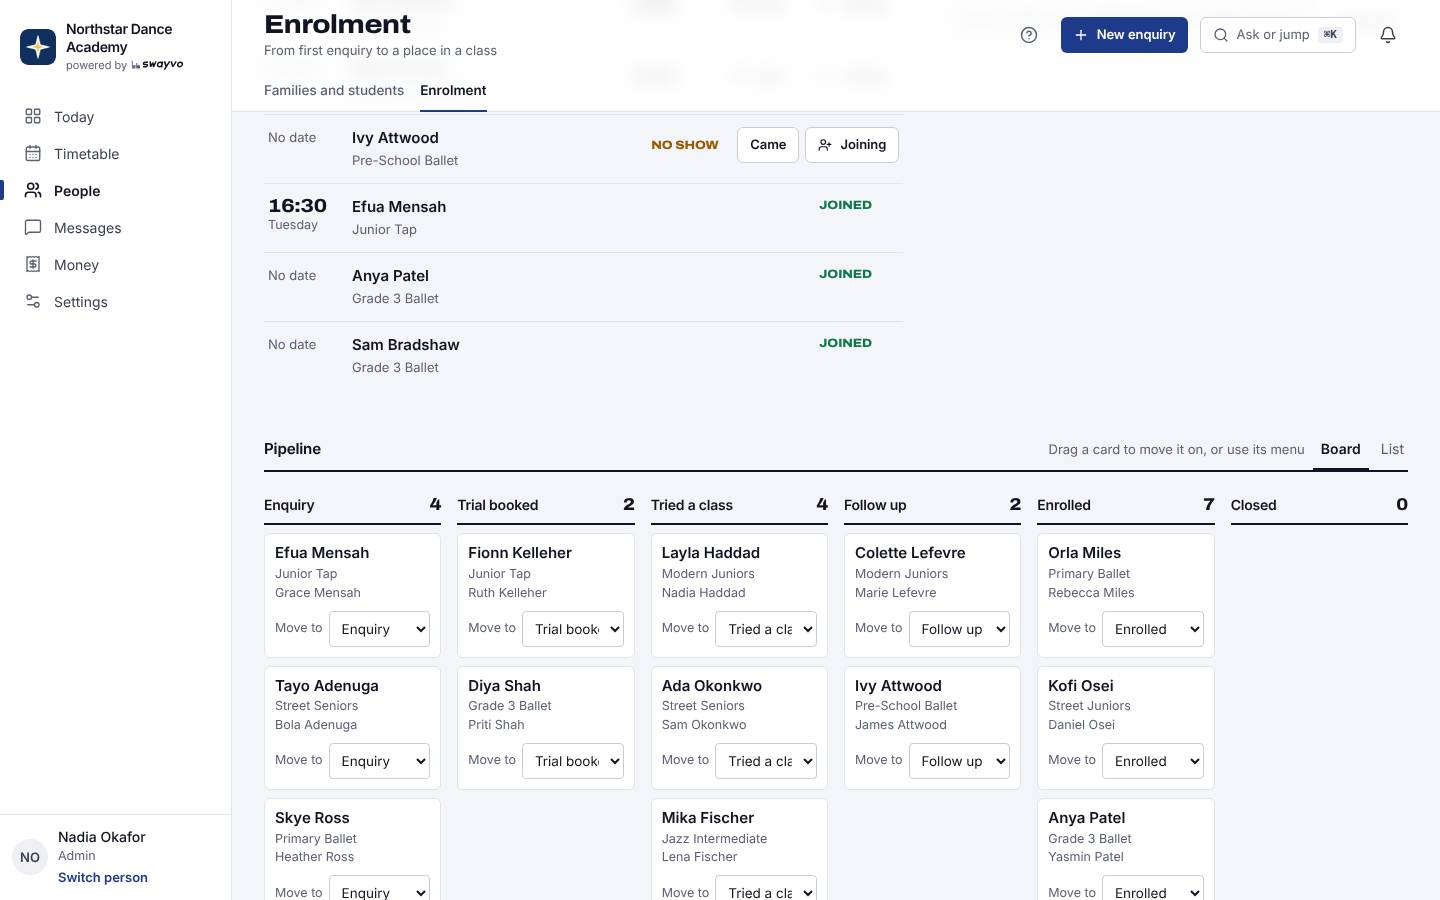 Northstar Dance
Academy
powered by swayvo
Today
Timetable
People
Messages
Money
Settings
NO
Nadia Okafor
Admin
Switch person
Enrolment
From first enquiry to a place in a class
New enquiry
Ask or jump ⌘K
Families and students Enrolment
No date Ivy Attwood NO SHOW Came Joining
Pre-School Ballet
16:30 Efua Mensah JOINED
Tuesday Junior Tap
No date Anya Patel JOINED
Grade 3 Ballet
No date Sam Bradshaw JOINED
Grade 3 Ballet
Pipeline Drag a card to move it on, or use its menu Board List
Enquiry 4 Trial booked 2 Tried a class 4 Follow up 2 Enrolled 7 Closed 0
Efua Mensah Fionn Kelleher Layla Haddad Colette Lefevre Orla Miles
Junior Tap Junior Tap Modern Juniors Modern Juniors Primary Ballet
Grace Mensah Ruth Kelleher Nadia Haddad Marie Lefevre Rebecca Miles
Move to Enquiry Move to Trial book Move to Tried a cla Move to Follow up Move to Enrolled
Tayo Adenuga Diya Shah Ada Okonkwo Ivy Attwood Kofi Osei
Street Seniors Grade 3 Ballet Street Seniors Pre-School Ballet Street Juniors
Bola Adenuga Priti Shah Sam Okonkwo James Attwood Daniel Osei
Move to Enquiry Move to Trial book Move to Tried a cla Move to Follow up Move to Enrolled
Skye Ross Mika Fischer Anya Patel
Primary Ballet Jazz Intermediate Grade 3 Ballet
Heather Ross Lena Fischer Yasmin Patel
Move to Enquiry Move to Tried a cla Move to Enrolled